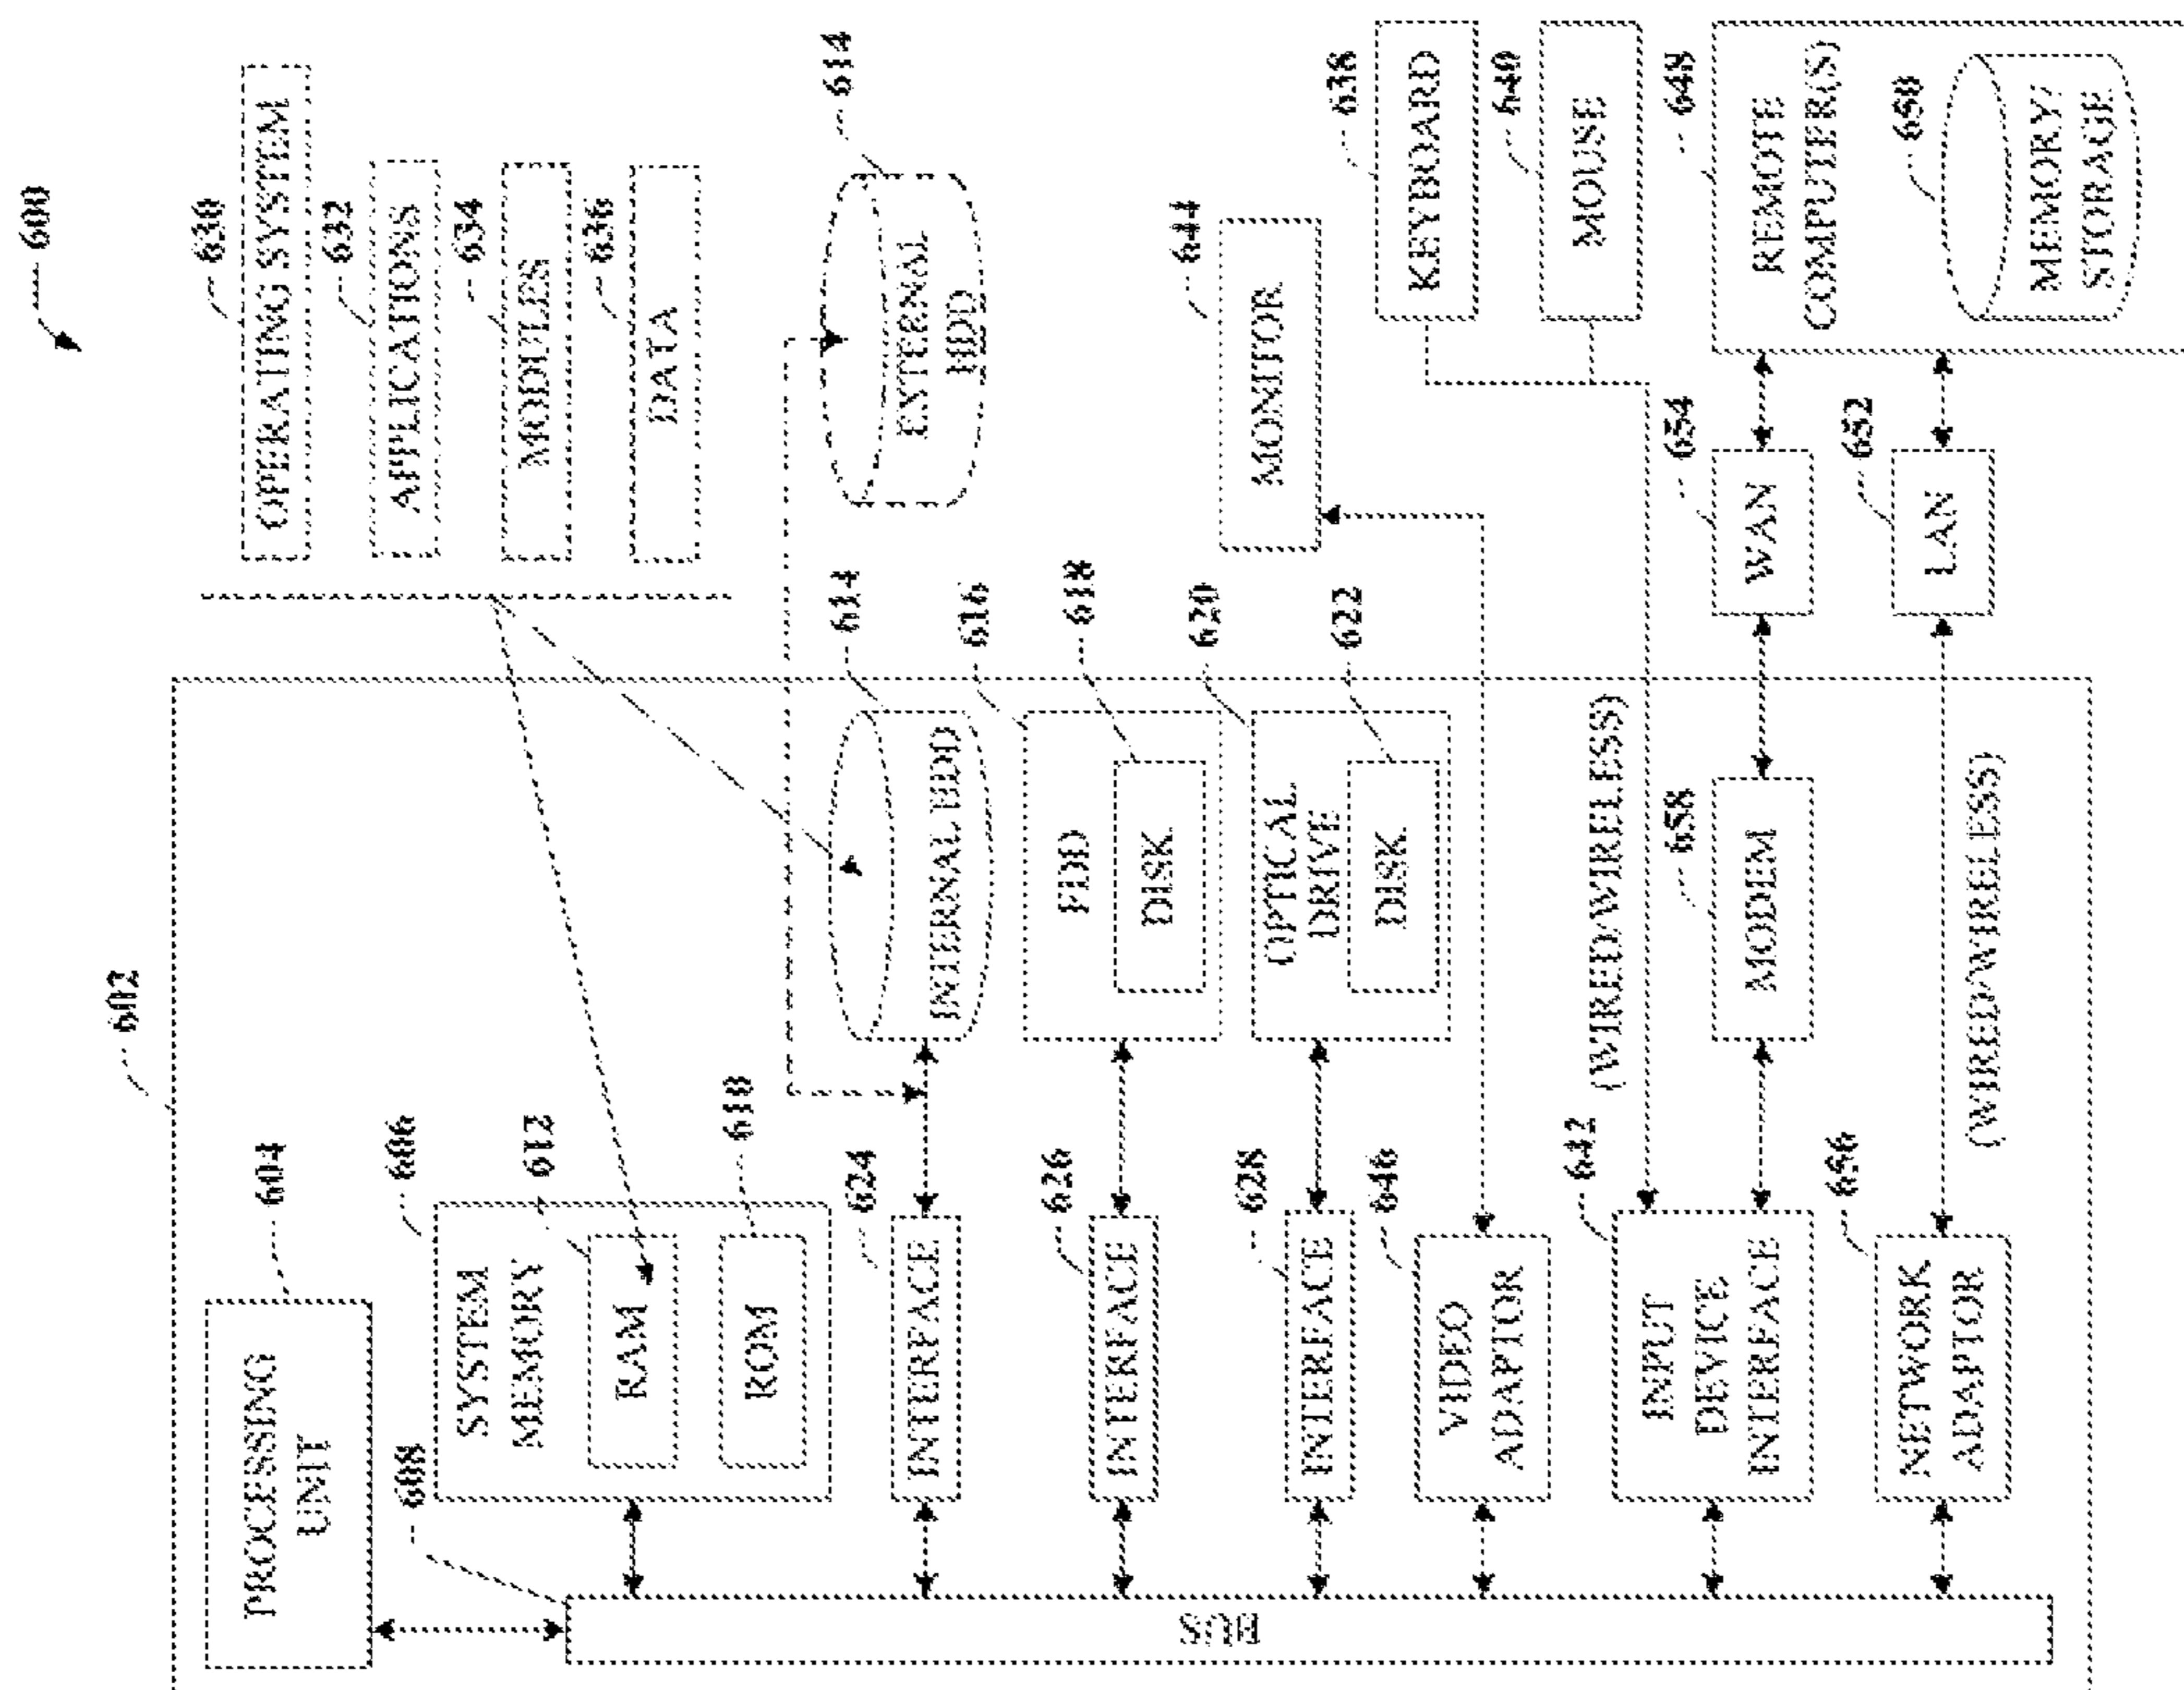 600
602
604
PROCESSING
UNIT
606
SYSTEM
MEMORY
612
RAM
610
ROM
608
BUS
630
OPERATING SYSTEM
632
APPLICATIONS
634
MODULES
636
DATA
624
INTERFACE
614
INTERNAL HDD
614
EXTERNAL
HDD
626
INTERFACE
616
FDD
618
DISK
628
INTERFACE
620
OPTICAL
DRIVE
622
DISK
646
VIDEO
ADAPTOR
644
MONITOR
638
KEYBOARD
640
MOUSE
(WIRED/WIRELESS)
642
INPUT
DEVICE
INTERFACE
658
MODEM
654
WAN
648
REMOTE
COMPUTER(S)
650
MEMORY/
STORAGE
656
NETWORK
ADAPTOR
(WIRED/WIRELESS)
652
LAN